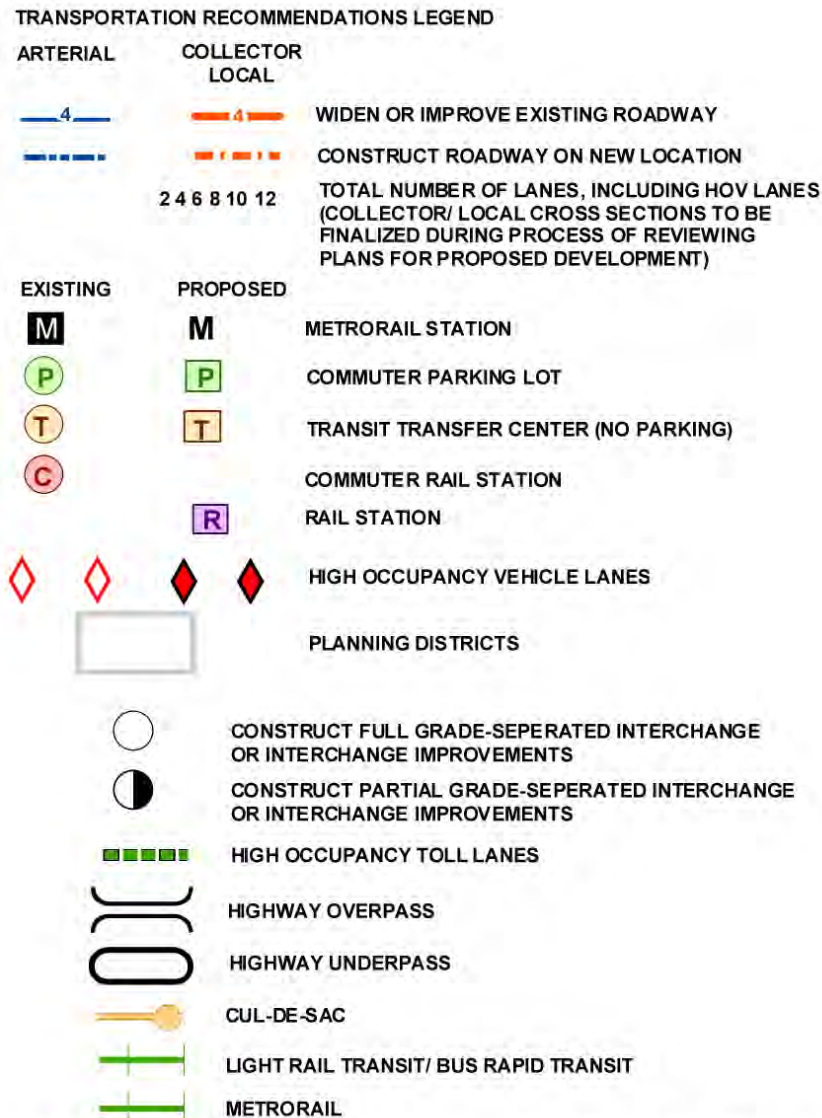 TRANSPORTATION RECOMMENDATIONS LEGEND
ARTERIAL COLLECTOR
LOCAL
4 4 WIDEN OR IMPROVE EXISTING ROADWAY
CONSTRUCT ROADWAY ON NEW LOCATION
2 4 6 8 10 12 TOTAL NUMBER OF LANES, INCLUDING HOV LANES
(COLLECTOR/ LOCAL CROSS SECTIONS TO BE
FINALIZED DURING PROCESS OF REVIEWING
PLANS FOR PROPOSED DEVELOPMENT)
EXISTING PROPOSED
M M METRORAIL STATION
P P COMMUTER PARKING LOT
T T TRANSIT TRANSFER CENTER (NO PARKING)
C COMMUTER RAIL STATION
R RAIL STATION
HIGH OCCUPANCY VEHICLE LANES
PLANNING DISTRICTS
CONSTRUCT FULL GRADE-SEPERATED INTERCHANGE
OR INTERCHANGE IMPROVEMENTS
CONSTRUCT PARTIAL GRADE-SEPERATED INTERCHANGE
OR INTERCHANGE IMPROVEMENTS
HIGH OCCUPANCY TOLL LANES
HIGHWAY OVERPASS
HIGHWAY UNDERPASS
CUL-DE-SAC
LIGHT RAIL TRANSIT/ BUS RAPID TRANSIT
METRORAIL